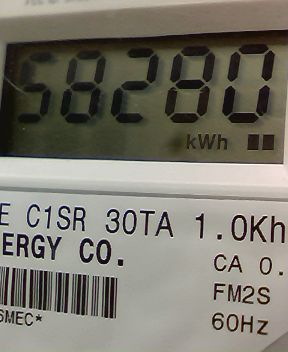 58280
kWh
E C1SR 30TA 1.0Kh
ERGY CO.
CA 0.
FM2S
SMEC*
60Hz